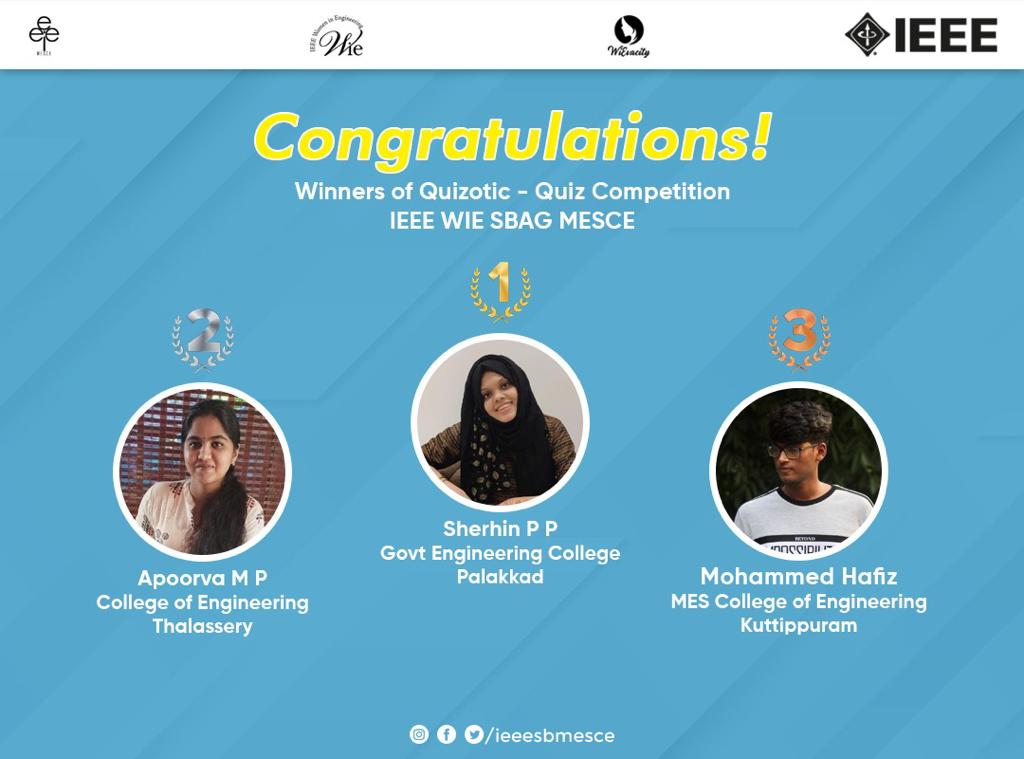 MESCE
IEEE Women in Engineering
Wie
WiEvacity
IEEE
Congratulations!
Winners of Quizotic - Quiz Competition
IEEE WIE SBAG MESCE
1
2
3
Sherhin P P
Govt Engineering College
Palakkad
Apoorva M P
College of Engineering
Thalassery
BEYOND
Mohammed Hafiz
MES College of Engineering
Kuttippuram
/ieeesbmesce